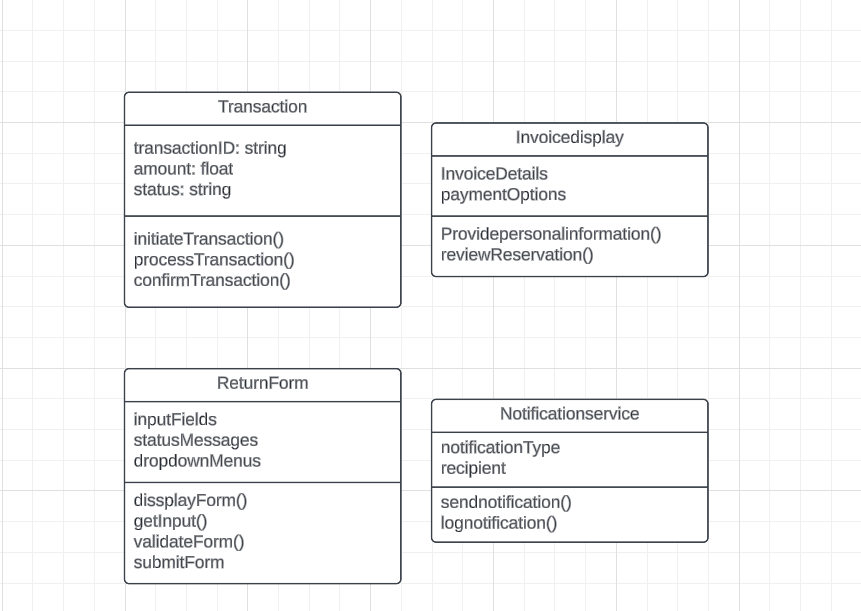 Transaction
transactionID: string
amount: float
status: string
initiateTransaction()
processTransaction()
confirmTransaction()
Invoicedisplay
InvoiceDetails
paymentOptions
Providepersonalinformation()
reviewReservation()
ReturnForm
inputFields
statusMessages
dropdownMenus
dissplayForm()
getInput()
validateForm()
submitForm
Notificationservice
notificationType
recipient
sendnotification()
lognotification()